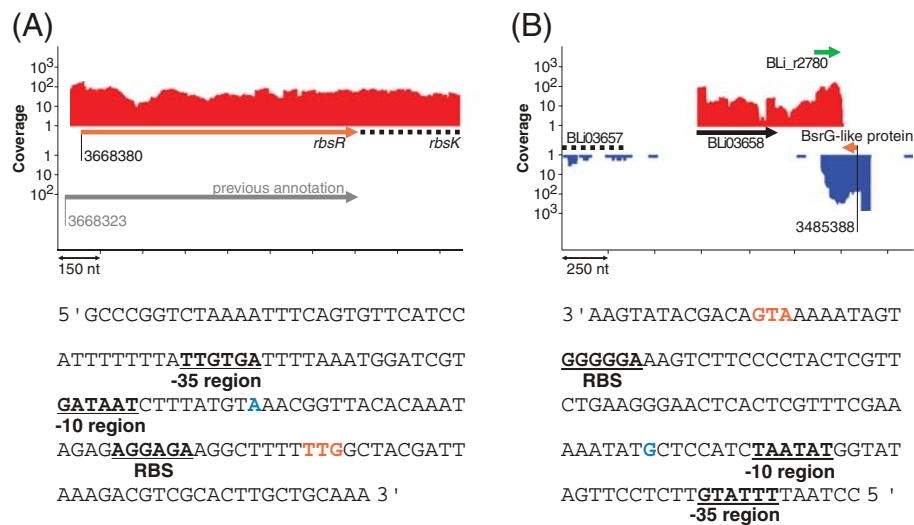 (A)
Coverage
10³
10²
10
1
1
10
10²
rbsR
rbsK
3668380
previous annotation
3668323
150 nt
5'GCCCGGTCTAAAATTTCAGTGTTCATCC
ATTTTTTTATTGTGATTTTAAATGGATCGT
-35 region
GATAATCTTTATGTAAACGGTTACACAAAT
-10 region
AGAGAGGAGAAGGCTTTTTTGGCTACGATT
RBS
AAAGACGTCGCACTTGCTGCAAA 3'
(B)
BLi_r2780
Coverage
10³
10²
10
1
1
10
10²
10³
BLi03657
BLi03658
BsrG-like protein
3485388
250 nt
3'AAGTATACGACAGTAAAAATAGT
GGGGGAAAGTCTTCCCCTACTCGTT
RBS
CTGAAGGGAACTCACTCGTTTCGAA
AAATATGCTCCATCTAATATGGTAT
-10 region
AGTTCCTCTTGTATTTTAATCC 5'
-35 region